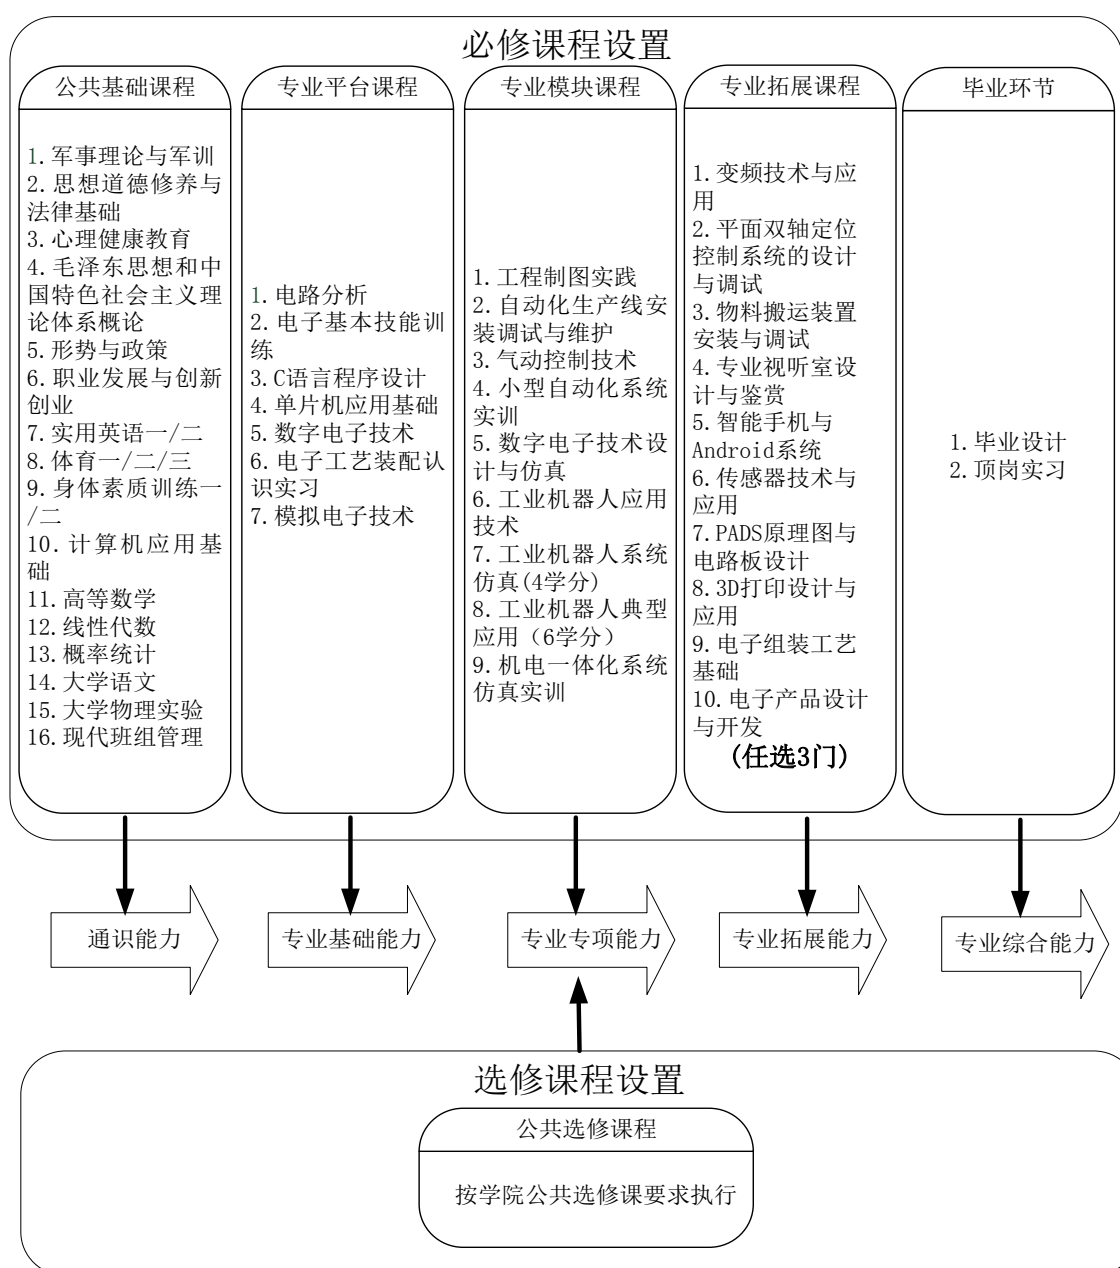 必修课程设置
公共基础课程
1.军事理论与军训
2.思想道德修养与
法律基础
3.心理健康教育
4.毛泽东思想和中
国特色社会主义理
论体系概论
5.形势与政策
6.职业发展与创新
创业
7.实用英语一/二
8.体育一/二/三
9.身体素质训练一
/二
10.计算机应用基
础
11.高等数学
12.线性代数
13.概率统计
14.大学语文
15.大学物理实验
16.现代班组管理
专业平台课程
1.电路分析
2.电子基本技能训
练
3.C语言程序设计
4.单片机应用基础
5.数字电子技术
6.电子工艺装配认
识实习
7.模拟电子技术
专业模块课程
1.工程制图实践
2.自动化生产线安
装调试与维护
3.气动控制技术
4.小型自动化系统
实训
5.数字电子技术设
计与仿真
6.工业机器人应用
技术
7.工业机器人系统
仿真(4学分)
8.工业机器人典型
应用（6学分）
9.机电一体化系统
仿真实训
专业拓展课程
1.变频技术与应
用
2.平面双轴定位
控制系统的设计
与调试
3.物料搬运装置
安装与调试
4.专业视听室设
计与鉴赏
5.智能手机与
Android系统
6.传感器技术与
应用
7.PADS原理图与
电路板设计
8.3D打印设计与
应用
9.电子组装工艺
基础
10.电子产品设计
与开发
(任选3门)
毕业环节
1.毕业设计
2.顶岗实习
通识能力
专业基础能力
专业专项能力
专业拓展能力
专业综合能力
选修课程设置
公共选修课程
按学院公共选修课要求执行